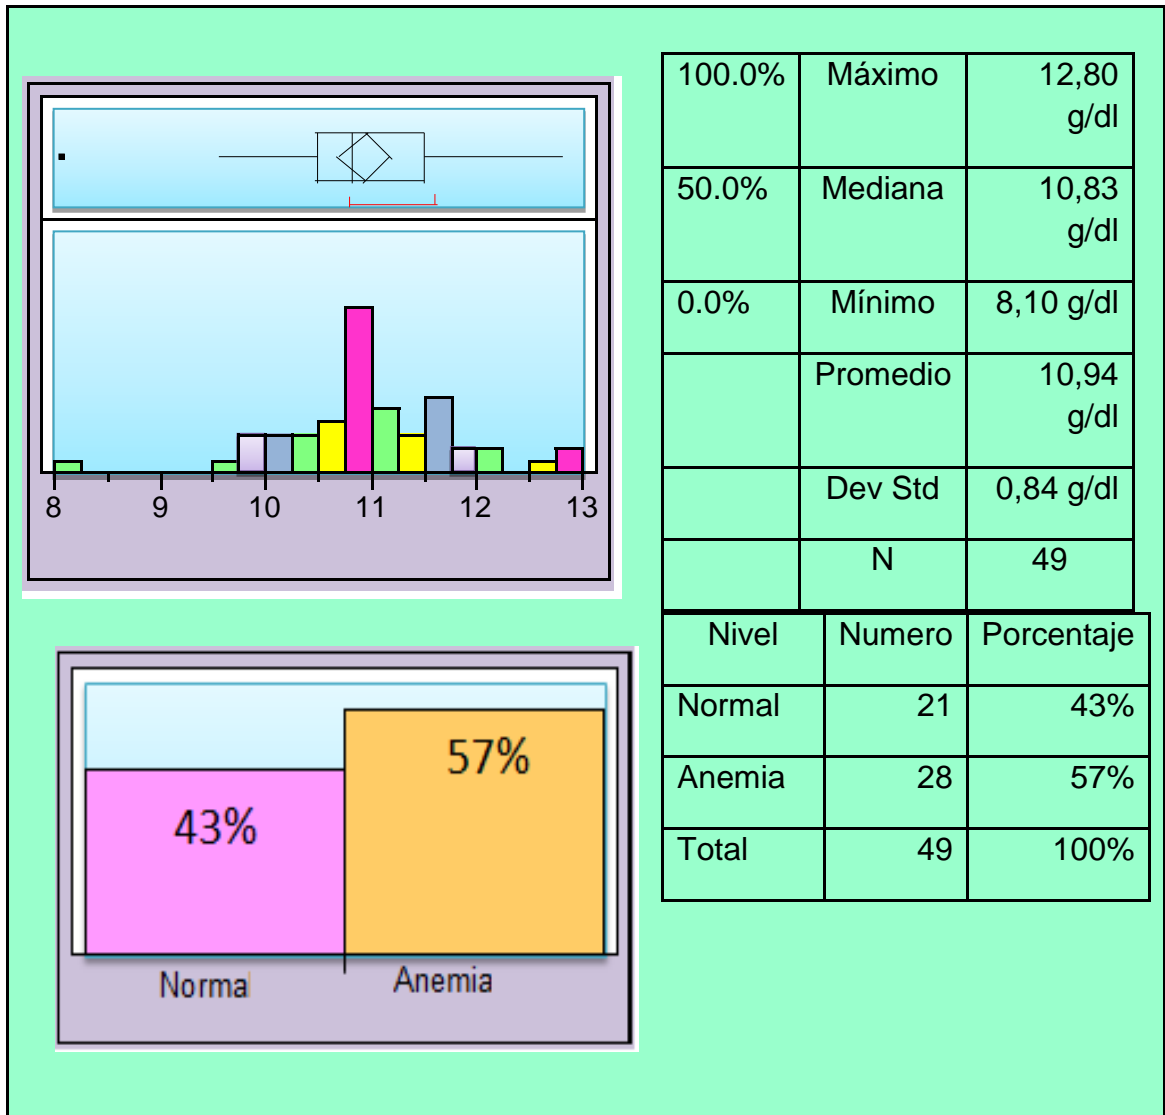 100.0% Máximo 12,80
g/dl
50.0% Mediana 10,83
g/dl
0.0% Mínimo 8,10 g/dl
Promedio 10,94
g/dl
Dev Std 0,84 g/dl
N 49
8 9 10 11 12 13
Nivel Numero Porcentaje
Normal 21 43%
Anemia 28 57%
Total 49 100%
57%
43%
Normal Anemia